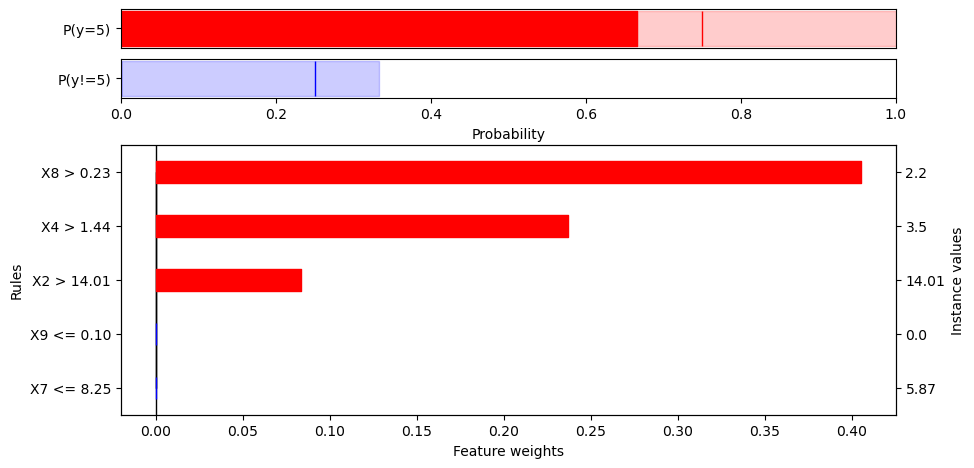 P(y=5)
P(y!=5)
0.0 0.2 0.4 0.6 0.8 1.0
Probability
Rules
X8 > 0.23 2.2
X4 > 1.44 3.5
X2 > 14.01 14.01
X9 <= 0.10 0.0
X7 <= 8.25 5.87
Instance values
0.00 0.05 0.10 0.15 0.20 0.25 0.30 0.35 0.40
Feature weights